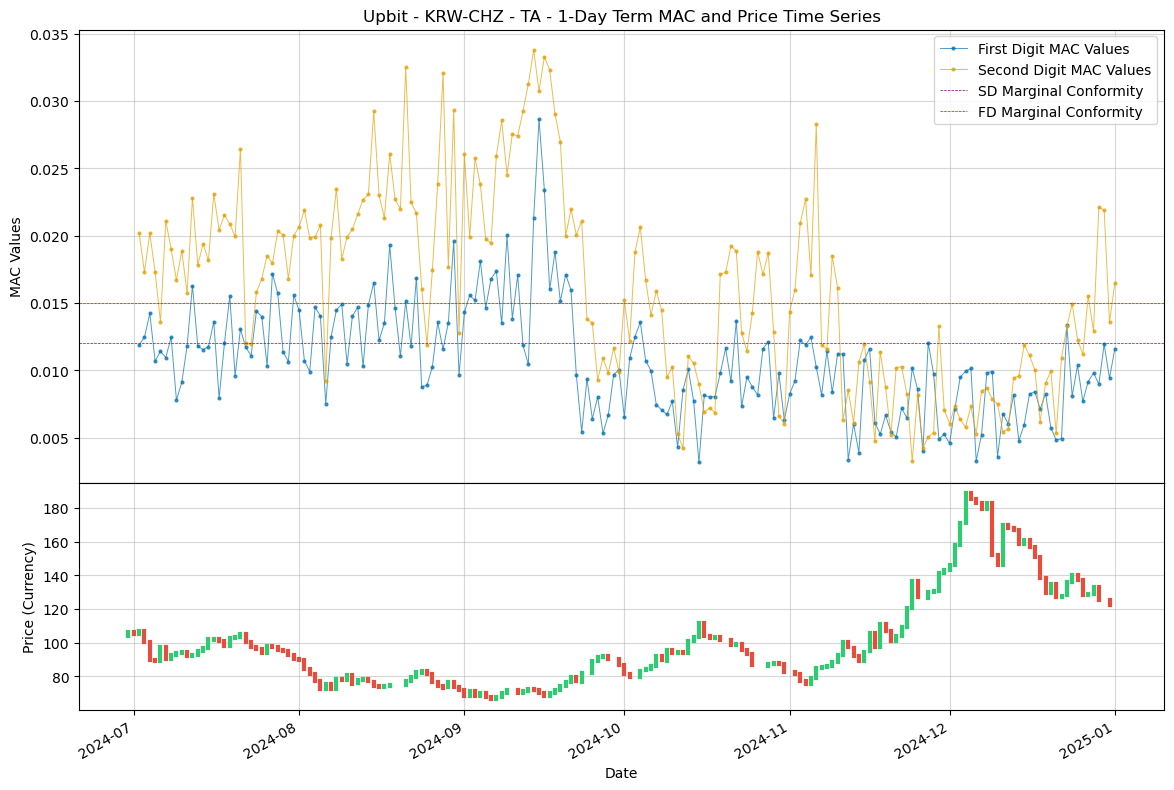 Upbit - KRW-CHZ - TA - 1-Day Term MAC and Price Time Series
First Digit MAC Values
Second Digit MAC Values
SD Marginal Conformity
FD Marginal Conformity
MAC Values
0.035
0.030
0.025
0.020
0.015
0.010
0.005
Price (Currency)
180
160
140
120
100
80
2024-07
2024-08
2024-09
2024-10
2024-11
2024-12
2025-01
Date